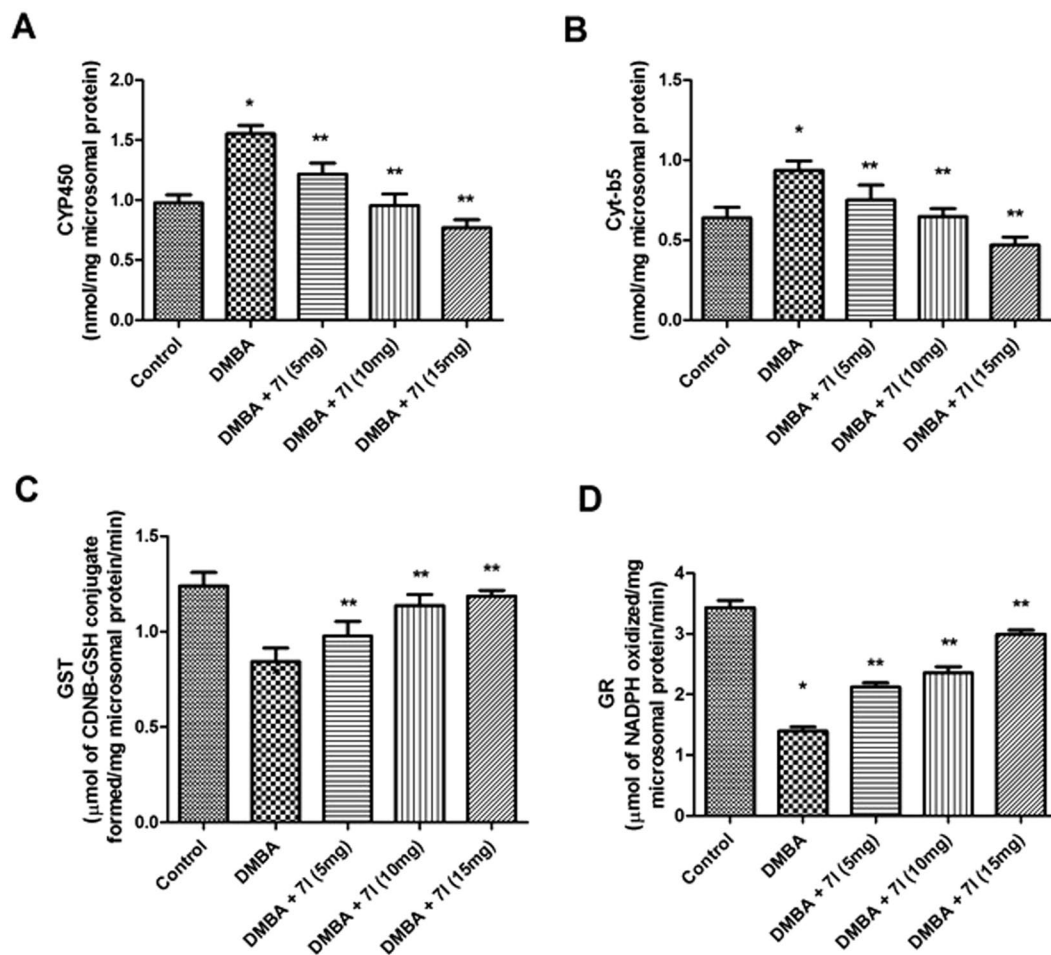 A
CYP450
(nmol/mg microsomal protein)
2.0
1.5
1.0
0.5
0.0
*
**
**
**
Control
DMBA
DMBA + 7l (5mg)
DMBA + 7l (10mg)
DMBA + 7l (15mg)
B
Cyt-b5
(nmol/mg microsomal protein)
1.5
1.0
0.5
0.0
*
**
**
**
Control
DMBA
DMBA + 7l (5mg)
DMBA + 7l (10mg)
DMBA + 7l (15mg)
C
GST
(μmol of CDNB-GSH conjugate
formed/mg microsomal protein/min)
1.5
1.0
0.5
0.0
**
**
**
Control
DMBA
DMBA + 7l (5mg)
DMBA + 7l (10mg)
DMBA + 7l (15mg)
D
GR
(μmol of NADPH oxidized/mg
microsomal protein/min)
4
3
2
1
0
*
**
**
**
Control
DMBA
DMBA + 7l (5mg)
DMBA + 7l (10mg)
DMBA + 7l (15mg)